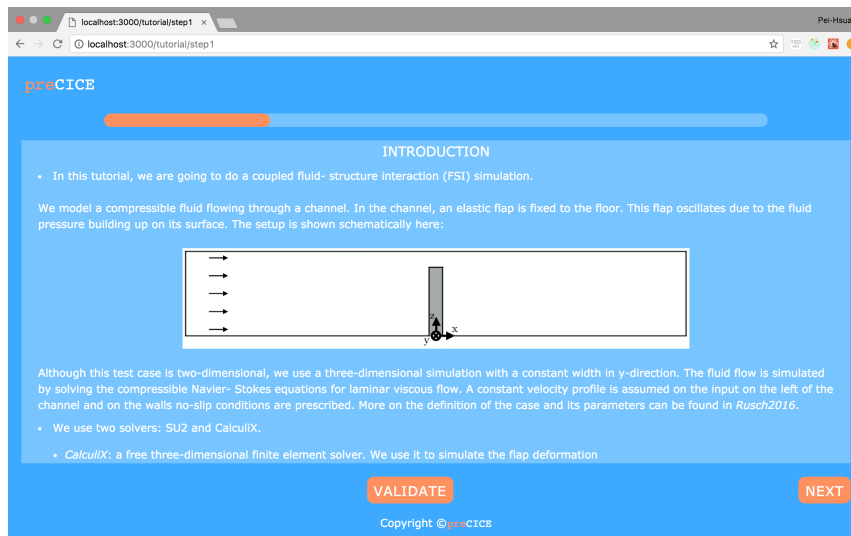 localhost:3000/tutorial/step1 ×
Pei-Hsua
localhost:3000/tutorial/step1
preCICE
INTRODUCTION
• In this tutorial, we are going to do a coupled fluid- structure interaction (FSI) simulation.
We model a compressible fluid flowing through a channel. In the channel, an elastic flap is fixed to the floor. This flap oscillates due to the fluid
pressure building up on its surface. The setup is shown schematically here:
z
x
y
Although this test case is two-dimensional, we use a three-dimensional simulation with a constant width in y-direction. The fluid flow is simulated
by solving the compressible Navier- Stokes equations for laminar viscous flow. A constant velocity profile is assumed on the input on the left of the
channel and on the walls no-slip conditions are prescribed. More on the definition of the case and its parameters can be found in Rusch2016.
• We use two solvers: SU2 and CalculiX.
• CalculiX: a free three-dimensional finite element solver. We use it to simulate the flap deformation
VALIDATE
NEXT
Copyright ©preCICE